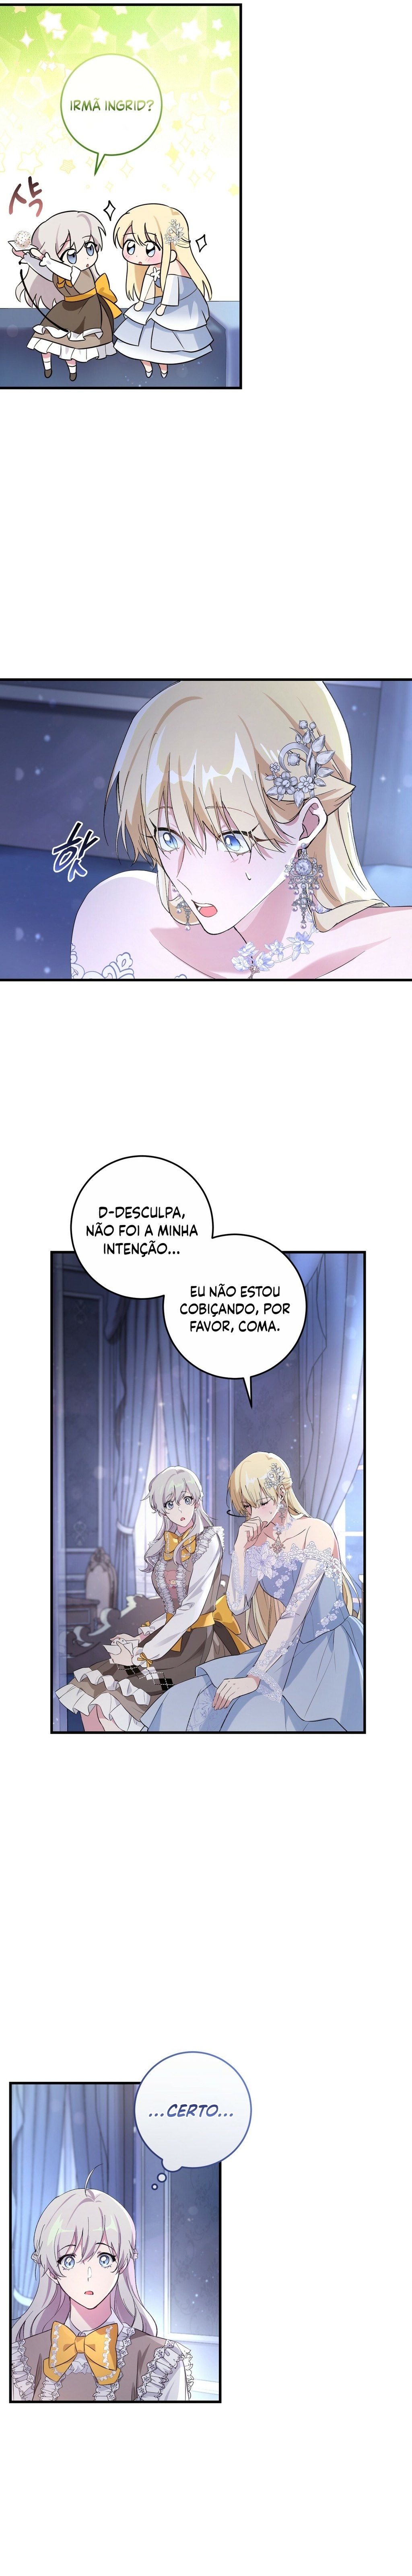 IRMÃ INGRID?
샥
핫
D-DESCULPA,
NÃO FOI A MINHA
INTENÇÃO...
EU NÃO ESTOU
COBIÇANDO, POR
FAVOR, COMA.
...CERTO...